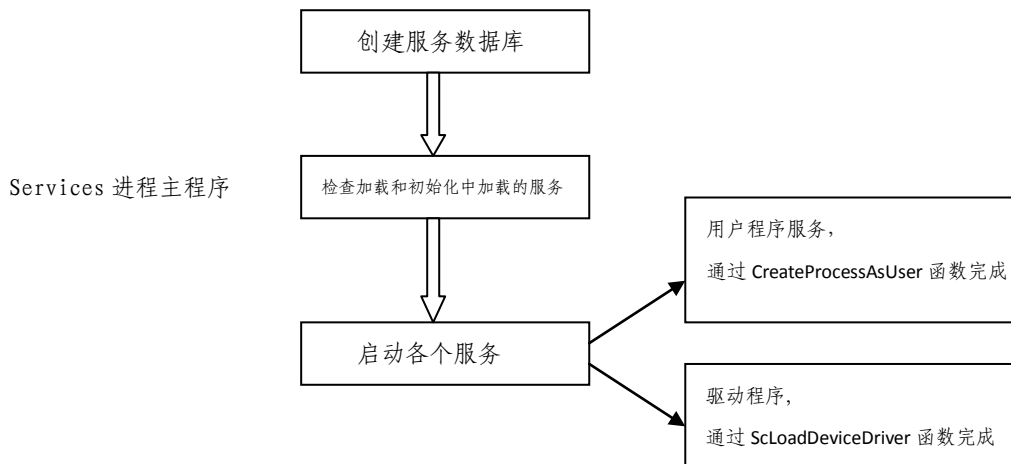 创建服务数据库
Services 进程主程序
检查加载和初始化中加载的服务
用户程序服务，
通过 CreateProcessAsUser 函数完成
启动各个服务
驱动程序，
通过 ScLoadDeviceDriver 函数完成